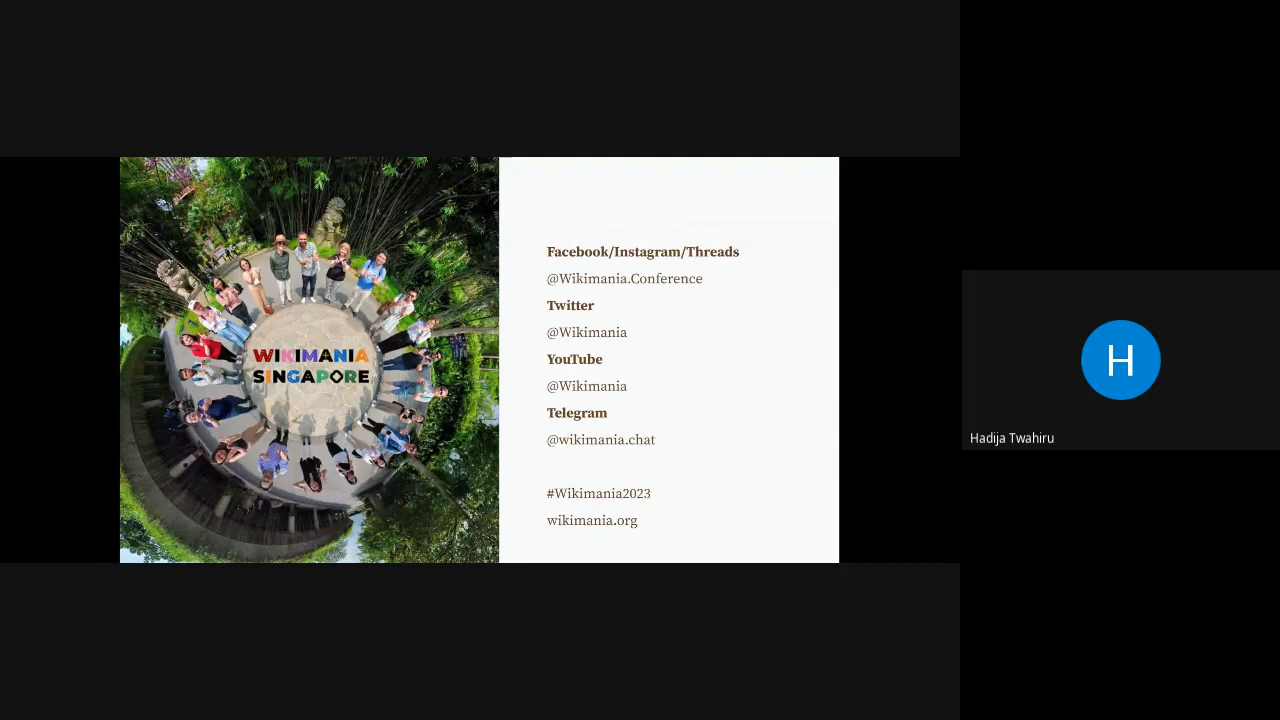 WIKIMANIA
SINGAPORE
Facebook/Instagram/Threads
@Wikimania.Conference
Twitter
@Wikimania
YouTube
@Wikimania
Telegram
@wikimania.chat
#Wikimania2023
wikimania.org
H
Hadija Twahiru